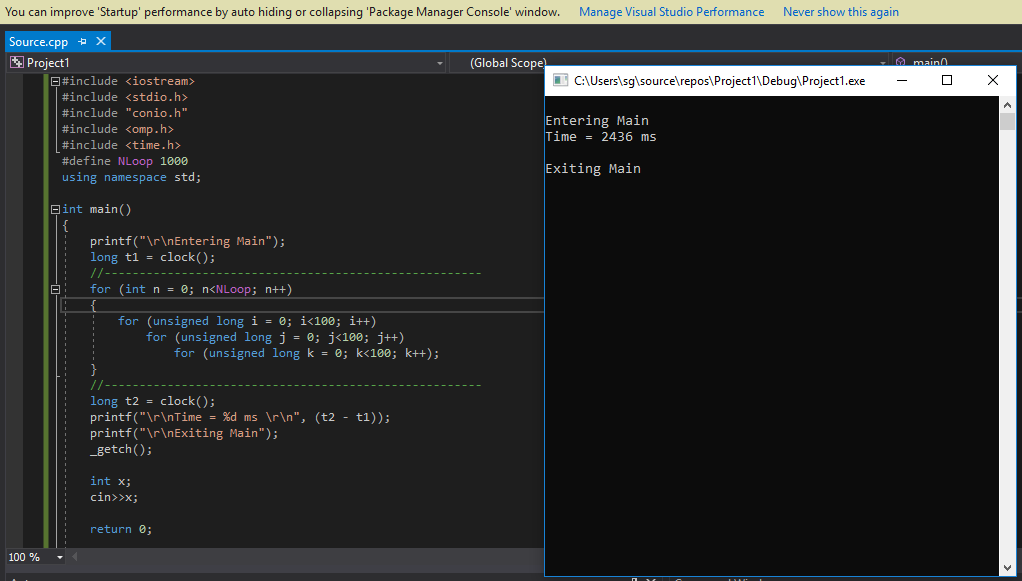 You can improve 'Startup' performance by auto hiding or collapsing 'Package Manager Console' window. Manage Visual Studio Performance Never show this again
Source.cpp
Project1 (Global Scope) main()
#include <iostream>
#include <stdio.h>
#include "conio.h"
#include <omp.h>
#include <time.h>
#define NLoop 1000
using namespace std;
int main()
{
printf("\r\nEntering Main");
long t1 = clock();
//--------------------------------------------------
for (int n = 0; n<NLoop; n++)
{
for (unsigned long i = 0; i<100; i++)
for (unsigned long j = 0; j<100; j++)
for (unsigned long k = 0; k<100; k++);
}
//--------------------------------------------------
long t2 = clock();
printf("\r\nTime = %d ms \r\n", (t2 - t1));
printf("\r\nExiting Main");
_getch();
int x;
cin>>x;
return 0;
100 %
C:\Users\sg\source\repos\Project1\Debug\Project1.exe
Entering Main
Time = 2436 ms
Exiting Main